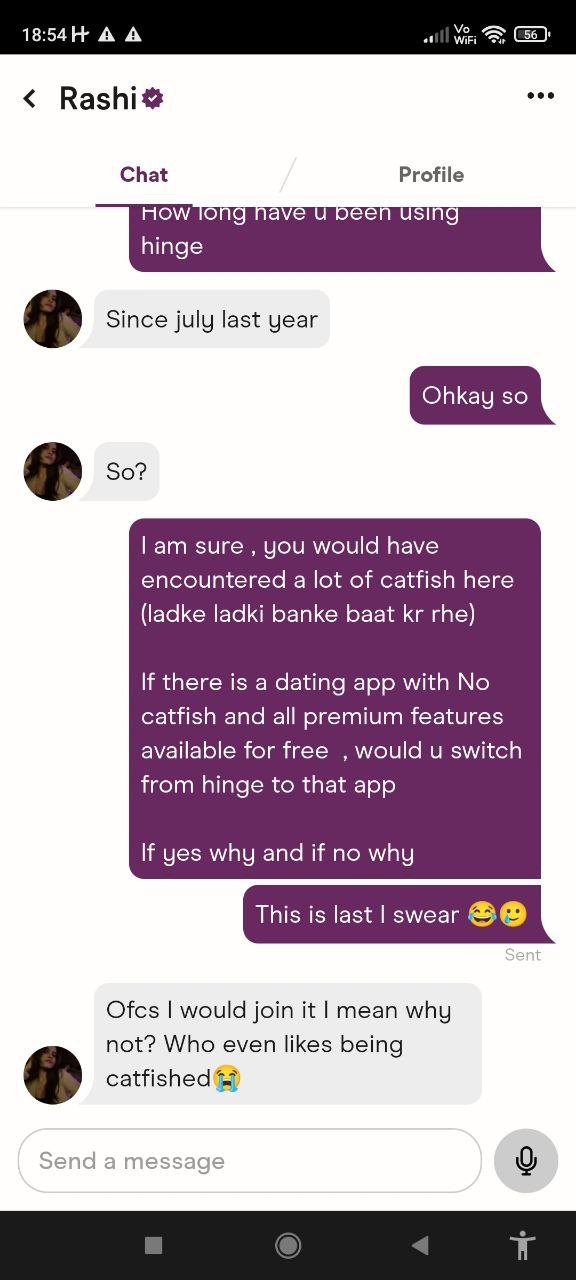 18:54
Vo
WiFi
56
Rashi
Chat
Profile
How long have u been using
hinge
Since july last year
Ohkay so
So?
I am sure , you would have
encountered a lot of catfish here
(ladke ladki banke baat kr rhe)
If there is a dating app with No
catfish and all premium features
available for free , would u switch
from hinge to that app
If yes why and if no why
This is last I swear 😂🥲
Sent
Ofcs I would join it I mean why
not? Who even likes being
catfished😭
Send a message